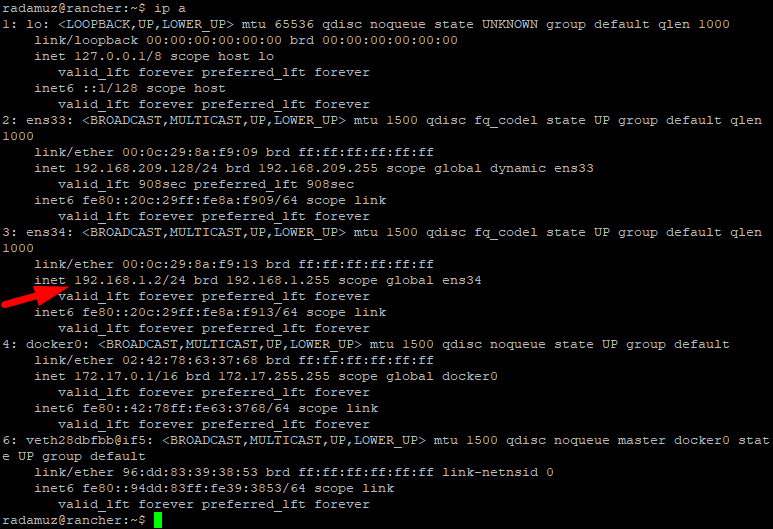 radamuz@rancher:~$ ip a
1: lo: <LOOPBACK,UP,LOWER_UP> mtu 65536 qdisc noqueue state UNKNOWN group default qlen 1000
    link/loopback 00:00:00:00:00:00 brd 00:00:00:00:00:00
    inet 127.0.0.1/8 scope host lo
       valid_lft forever preferred_lft forever
    inet6 ::1/128 scope host
       valid_lft forever preferred_lft forever
2: ens33: <BROADCAST,MULTICAST,UP,LOWER_UP> mtu 1500 qdisc fq_codel state UP group default qlen
1000
    link/ether 00:0c:29:8a:f9:09 brd ff:ff:ff:ff:ff:ff
    inet 192.168.209.128/24 brd 192.168.209.255 scope global dynamic ens33
       valid_lft 908sec preferred_lft 908sec
    inet6 fe80::20c:29ff:fe8a:f909/64 scope link
       valid_lft forever preferred_lft forever
3: ens34: <BROADCAST,MULTICAST,UP,LOWER_UP> mtu 1500 qdisc fq_codel state UP group default qlen
1000
    link/ether 00:0c:29:8a:f9:13 brd ff:ff:ff:ff:ff:ff
    inet 192.168.1.2/24 brd 192.168.1.255 scope global ens34
       valid_lft forever preferred_lft forever
    inet6 fe80::20c:29ff:fe8a:f913/64 scope link
       valid_lft forever preferred_lft forever
4: docker0: <BROADCAST,MULTICAST,UP,LOWER_UP> mtu 1500 qdisc noqueue state UP group default
    link/ether 02:42:78:63:37:68 brd ff:ff:ff:ff:ff:ff
    inet 172.17.0.1/16 brd 172.17.255.255 scope global docker0
       valid_lft forever preferred_lft forever
    inet6 fe80::42:78ff:fe63:3768/64 scope link
       valid_lft forever preferred_lft forever
6: veth28dbfbb@if5: <BROADCAST,MULTICAST,UP,LOWER_UP> mtu 1500 qdisc noqueue master docker0 stat
e UP group default
    link/ether 96:dd:83:39:38:53 brd ff:ff:ff:ff:ff:ff link-netnsid 0
    inet6 fe80::94dd:83ff:fe39:3853/64 scope link
       valid_lft forever preferred_lft forever
radamuz@rancher:~$